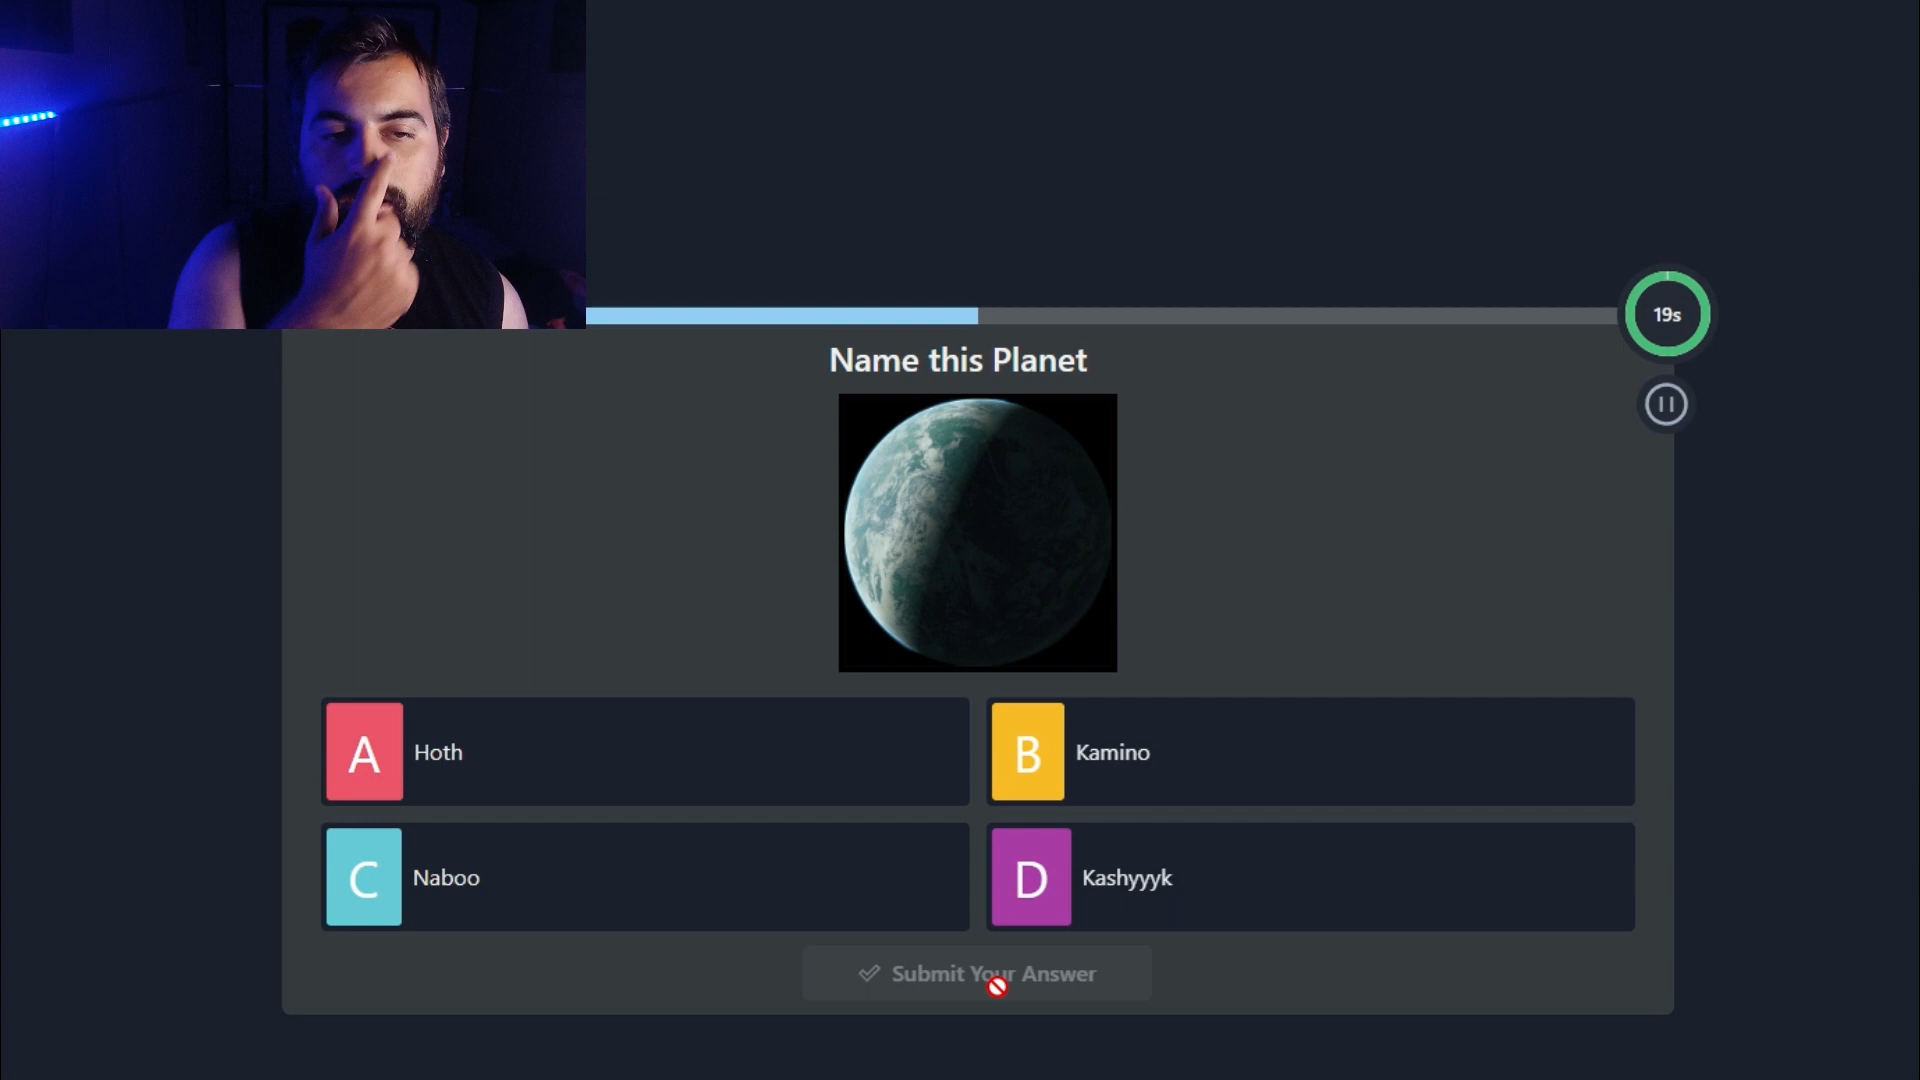 19s
Name this Planet
A Hoth
B Kamino
C Naboo
D Kashyyyk
Submit Your Answer